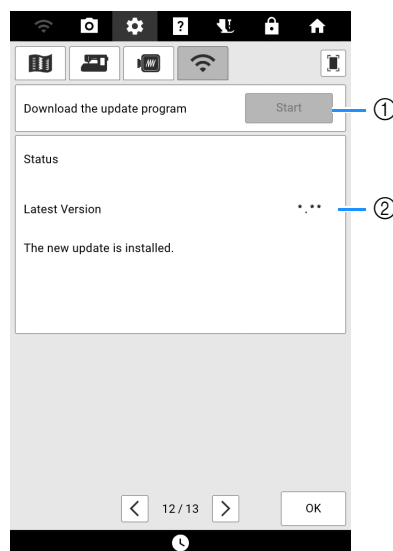 ?
Download the update program
Start
①
Status
Latest Version
*.**
②
The new update is installed.
12 / 13
OK